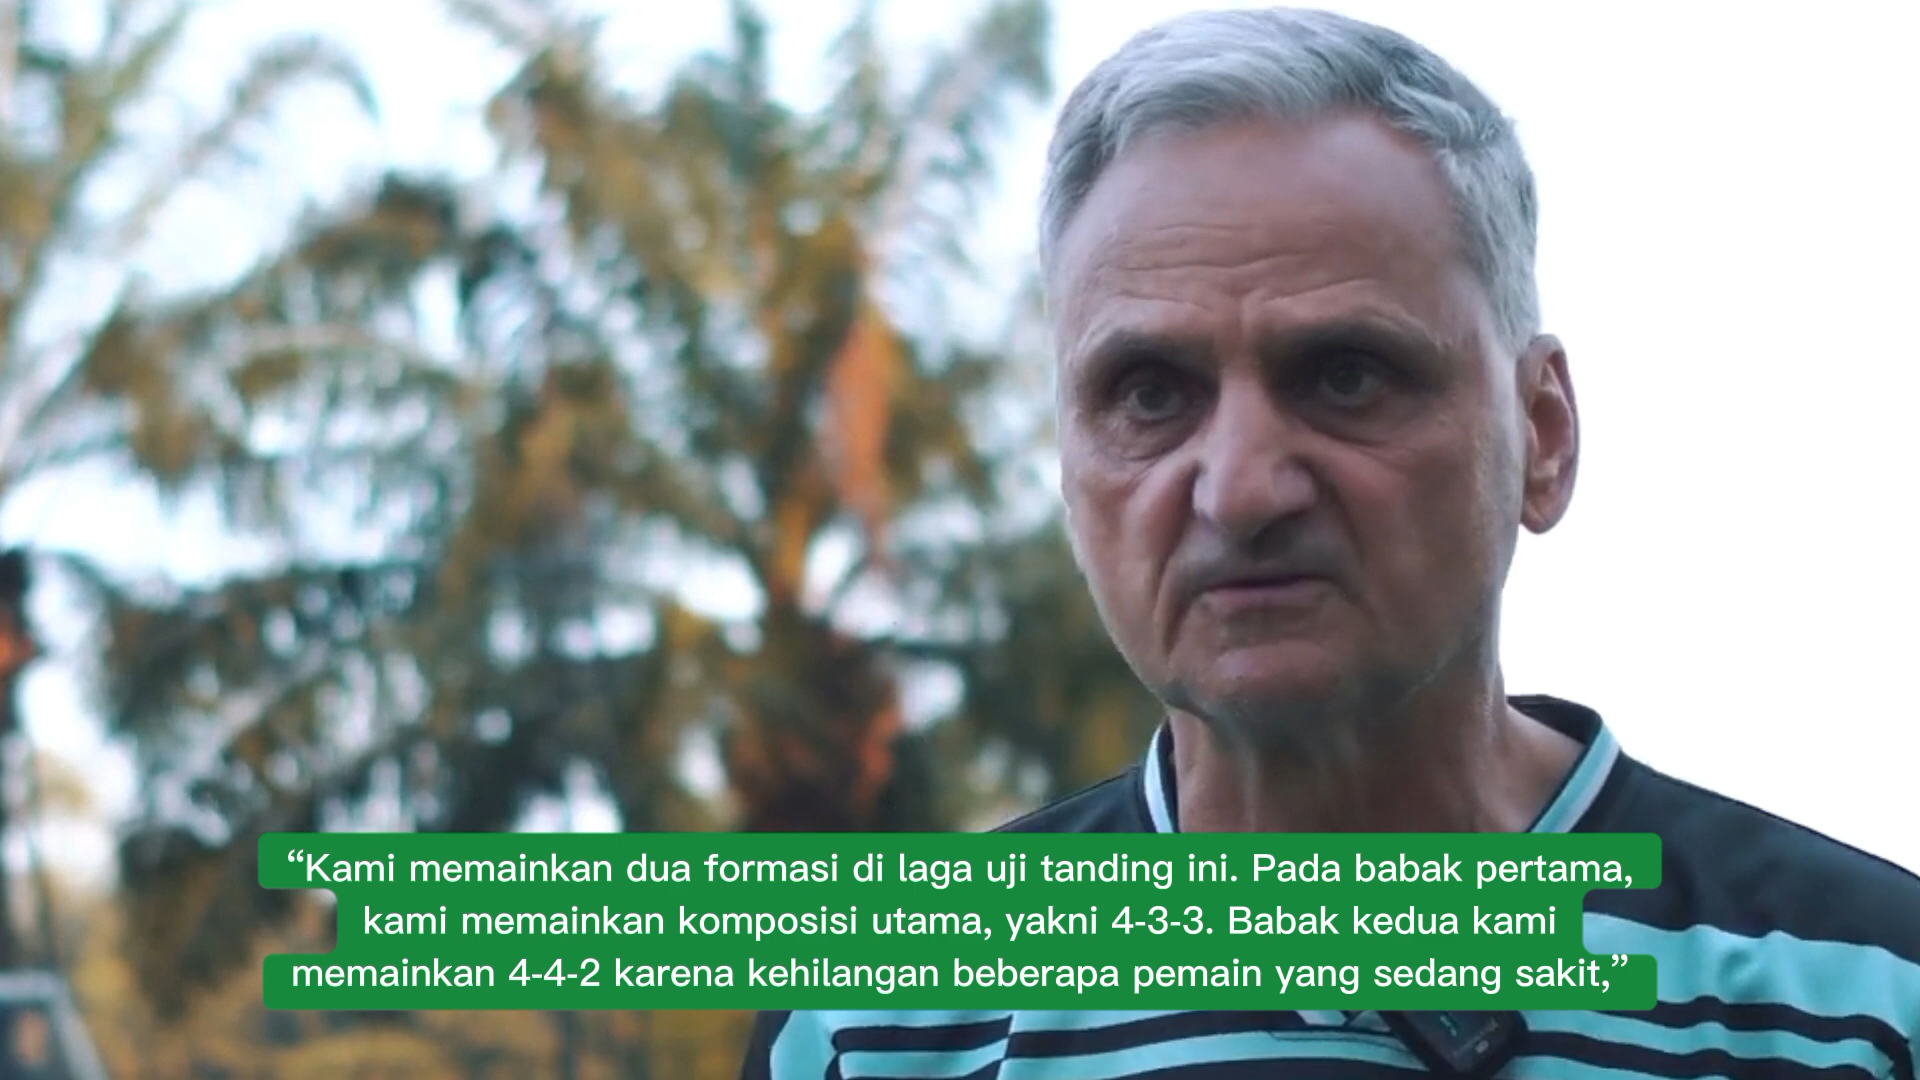 “Kami memainkan dua formasi di laga uji tanding ini. Pada babak pertama,
kami memainkan komposisi utama, yakni 4-3-3. Babak kedua kami
memainkan 4-4-2 karena kehilangan beberapa pemain yang sedang sakit,”